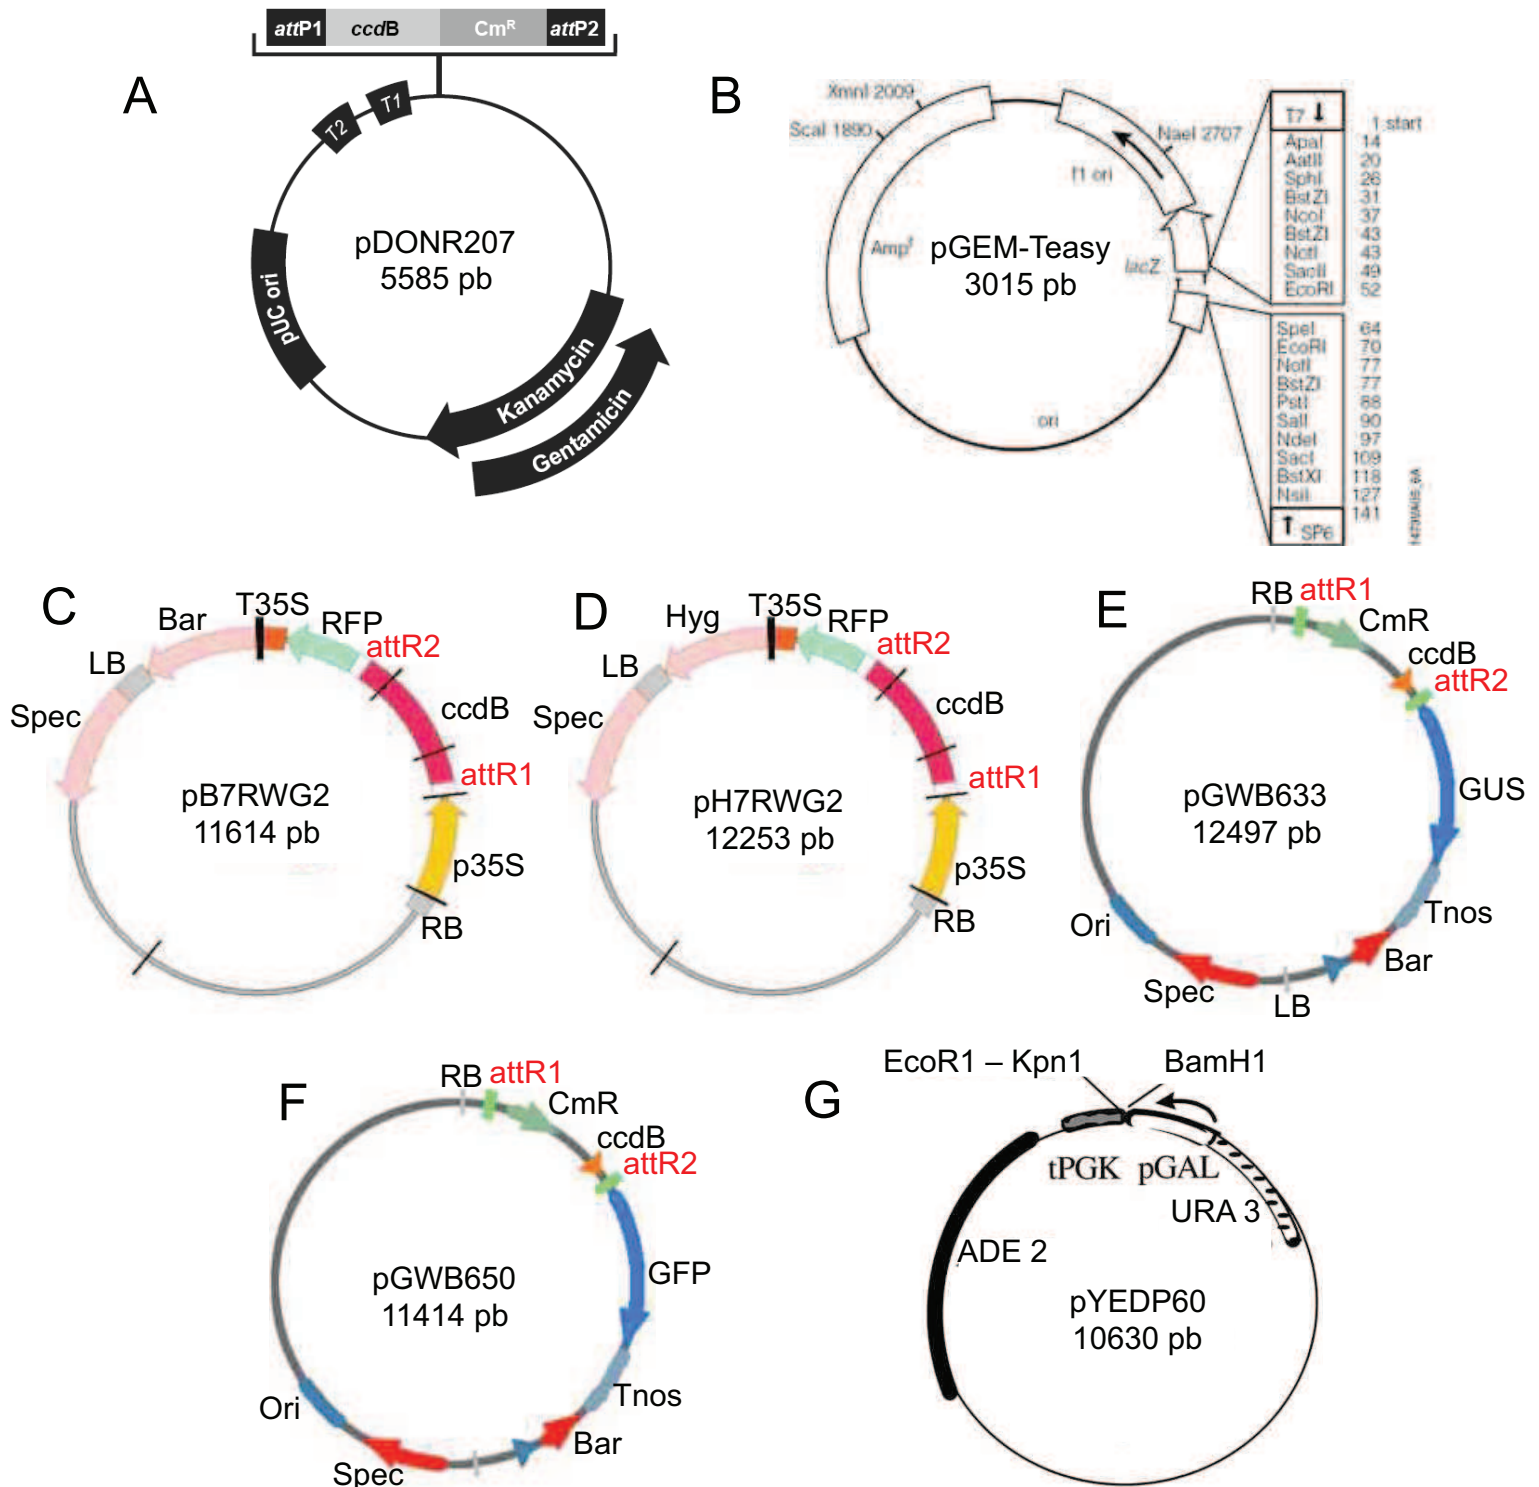 attP1 ccdB CmR attP2
A
T1
T2
pDONR207
5585 pb
pUC ori
Kanamycin
Gentamicin
B
XmnI 2009
ScaI 1890
NaeI 2707
f1 ori
Ampr
pGEM-Teasy
3015 pb
lacZ
ori
T7 ↓
1 start
ApaI 14
AatII 20
SphI 26
BstZI 31
NcoI 37
BstZI 43
NotI 43
SacII 49
EcoRI 52
SpeI 64
EcoRI 70
NotI 77
BstZI 77
PstI 88
SalI 90
NdeI 97
SacI 109
BstXI 118
NsiI 127
141
↑ SP6
C
Bar
T35S
RFP
attR2
LB
Spec
ccdB
attR1
pB7RWG2
11614 pb
p35S
RB
D
Hyg
T35S
RFP
attR2
LB
Spec
ccdB
attR1
pH7RWG2
12253 pb
p35S
RB
E
RB
attR1
CmR
ccdB
attR2
GUS
pGWB633
12497 pb
Tnos
Ori
Bar
Spec
LB
F
RB
attR1
CmR
ccdB
attR2
GFP
pGWB650
11414 pb
Tnos
Ori
Bar
Spec
G
EcoR1 – Kpn1
BamH1
tPGK pGAL
URA 3
ADE 2
pYEDP60
10630 pb